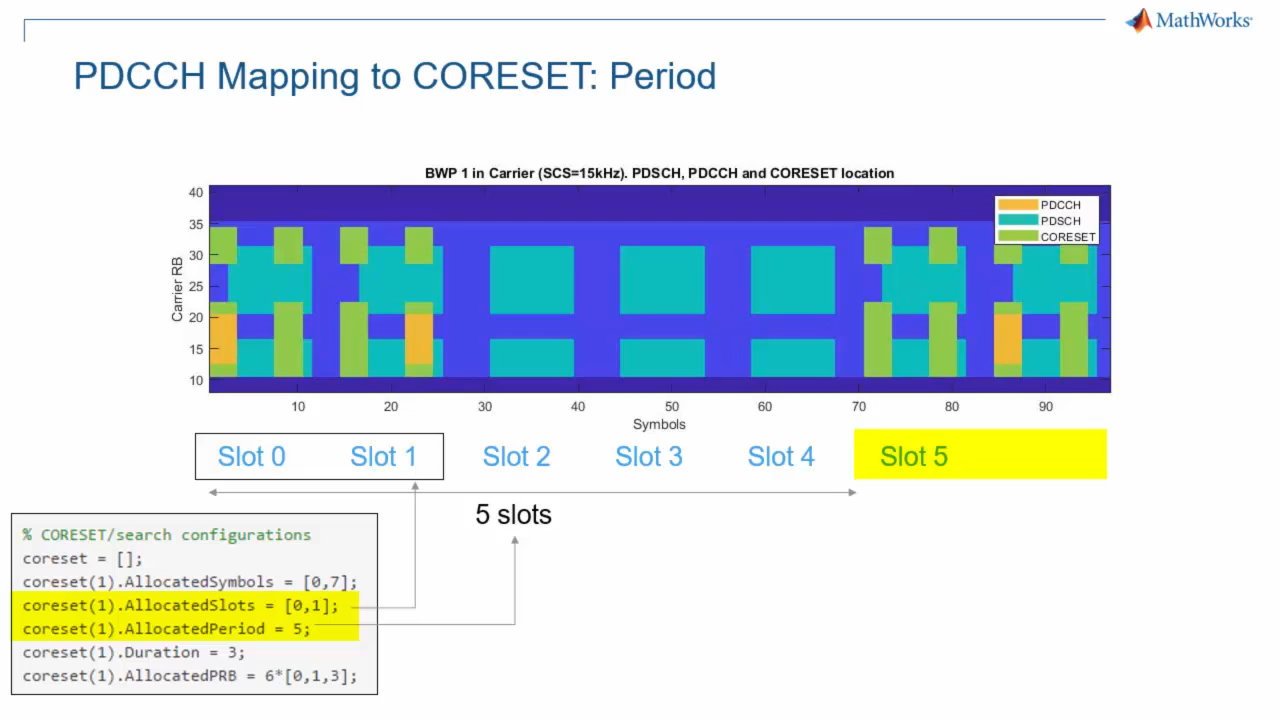 MathWorks
PDCCH Mapping to CORESET: Period
BWP 1 in Carrier (SCS=15kHz). PDSCH, PDCCH and CORESET location
PDCCH
PDSCH
CORESET
Carrier RB
40
35
30
25
20
15
10
10 20 30 40 50 60 70 80 90
Symbols
Slot 0 Slot 1 Slot 2 Slot 3 Slot 4 Slot 5
5 slots
% CORESET/search configurations
coreset = [];
coreset(1).AllocatedSymbols = [0,7];
coreset(1).AllocatedSlots = [0,1];
coreset(1).AllocatedPeriod = 5;
coreset(1).Duration = 3;
coreset(1).AllocatedPRB = 6*[0,1,3];